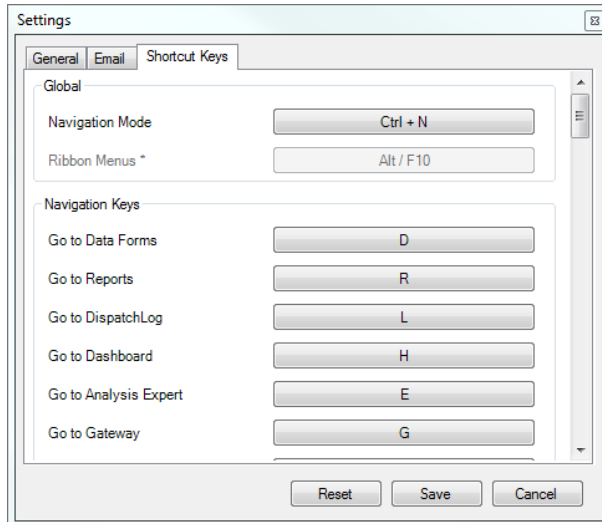 Settings
General Email Shortcut Keys
Global
Navigation Mode Ctrl + N
Ribbon Menus * Alt / F10
Navigation Keys
Go to Data Forms D
Go to Reports R
Go to DispatchLog L
Go to Dashboard H
Go to Analysis Expert E
Go to Gateway G
Reset Save Cancel